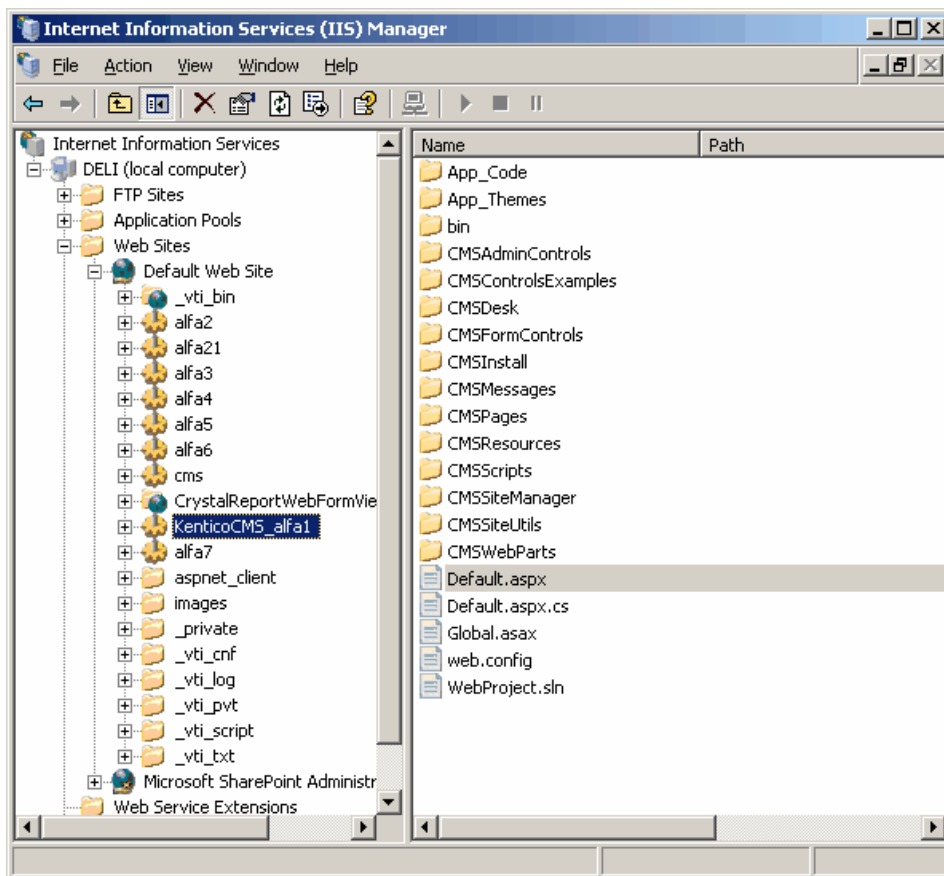 Internet Information Services (IIS) Manager
File Action View Window Help
Internet Information Services
DELI (local computer)
FTP Sites
Application Pools
Web Sites
Default Web Site
_vti_bin
alfa2
alfa21
alfa3
alfa4
alfa5
alfa6
cms
CrystalReportWebFormVie
KenticoCMS_alfa1
alfa7
aspnet_client
images
_private
_vti_cnf
_vti_log
_vti_pvt
_vti_script
_vti_txt
Microsoft SharePoint Administr
Web Service Extensions
Name Path
App_Code
App_Themes
bin
CMSAdminControls
CMSControlsExamples
CMSDesk
CMSFormControls
CMSInstall
CMSMessages
CMSPages
CMSResources
CMSScripts
CMSSiteManager
CMSSiteUtils
CMSWebParts
Default.aspx
Default.aspx.cs
Global.asax
web.config
WebProject.sln